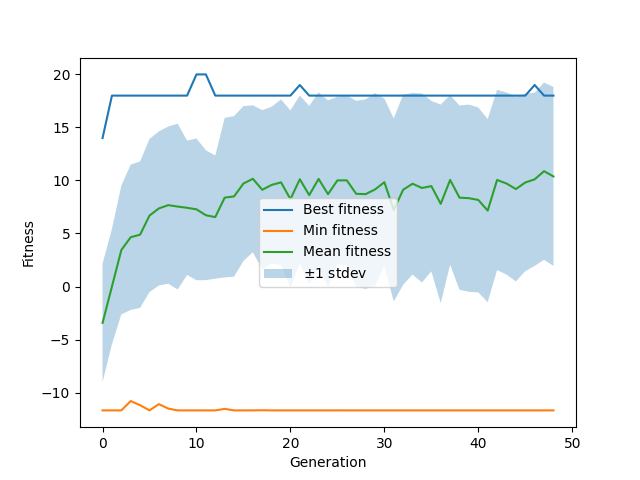 20
15
10
5
0
−5
−10
Fitness
Best fitness
Min fitness
Mean fitness
±1 stdev
0 10 20 30 40 50
Generation